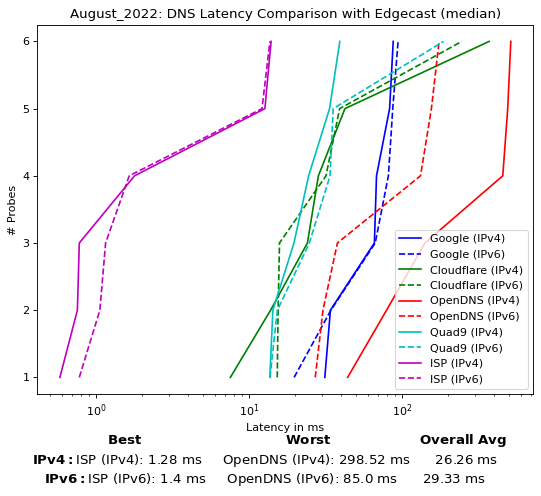 August_2022: DNS Latency Comparison with Edgecast (median)
6
5
4
3
2
1
# Probes
Google (IPv4)
Google (IPv6)
Cloudflare (IPv4)
Cloudflare (IPv6)
OpenDNS (IPv4)
OpenDNS (IPv6)
Quad9 (IPv4)
Quad9 (IPv6)
ISP (IPv4)
ISP (IPv6)
10⁰ 10¹ 10²
Latency in ms
Best Worst Overall Avg
IPv4: ISP (IPv4): 1.28 ms OpenDNS (IPv4): 298.52 ms 26.26 ms
IPv6: ISP (IPv6): 1.4 ms OpenDNS (IPv6): 85.0 ms 29.33 ms